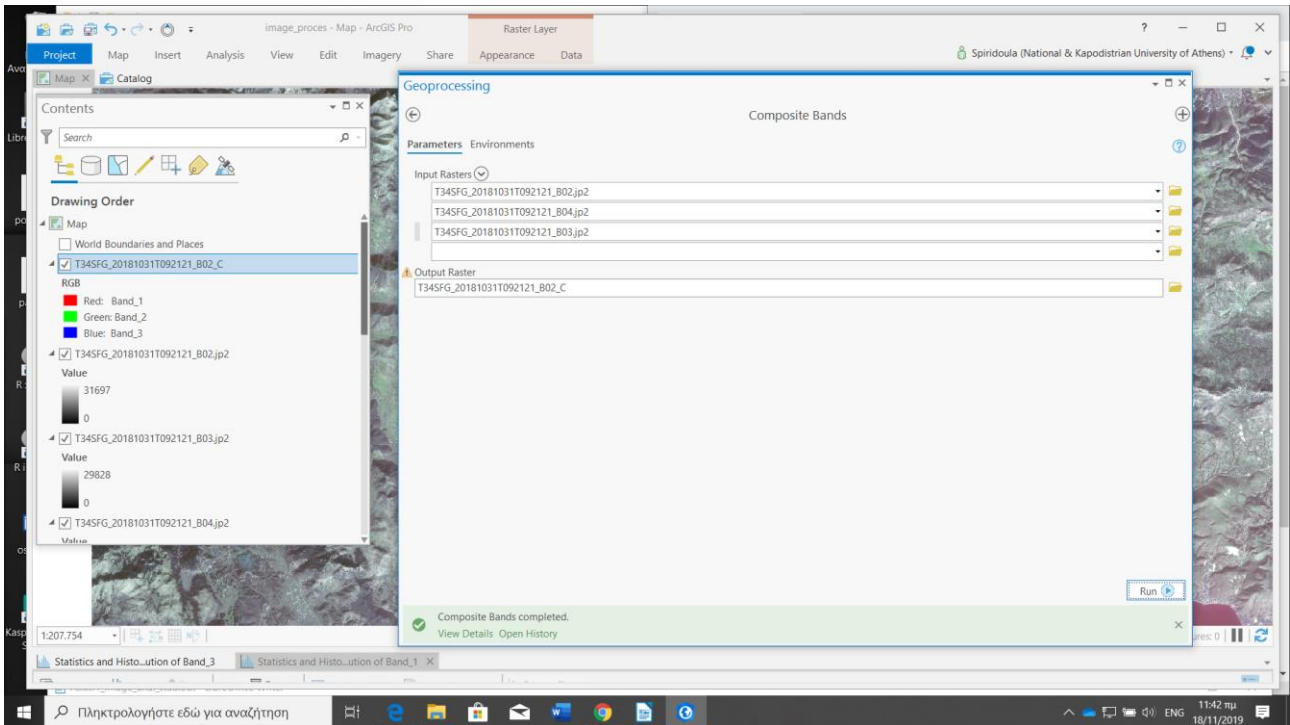 image_proces - Map - ArcGIS Pro
Raster Layer
?
Project Map Insert Analysis View Edit Imagery Share Appearance Data
Spiridoula (National & Kapodistrian University of Athens)
Map Catalog
Contents
Search
Drawing Order
Map
World Boundaries and Places
T34SFG_20181031T092121_B02_C
RGB
Red: Band_1
Green: Band_2
Blue: Band_3
T34SFG_20181031T092121_B02.jp2
Value
31697
0
T34SFG_20181031T092121_B03.jp2
Value
29828
0
T34SFG_20181031T092121_B04.jp2
Value
Geoprocessing
Composite Bands
Parameters Environments
Input Rasters
T34SFG_20181031T092121_B02.jp2
T34SFG_20181031T092121_B04.jp2
T34SFG_20181031T092121_B03.jp2
Output Raster
T34SFG_20181031T092121_B02_C
Run
Composite Bands completed.
View Details Open History
1:207.754
Statistics and Histo...ution of Band_3 Statistics and Histo...ution of Band_1
Πληκτρολογήστε εδώ για αναζήτηση
ENG
11:42 πμ
18/11/2019